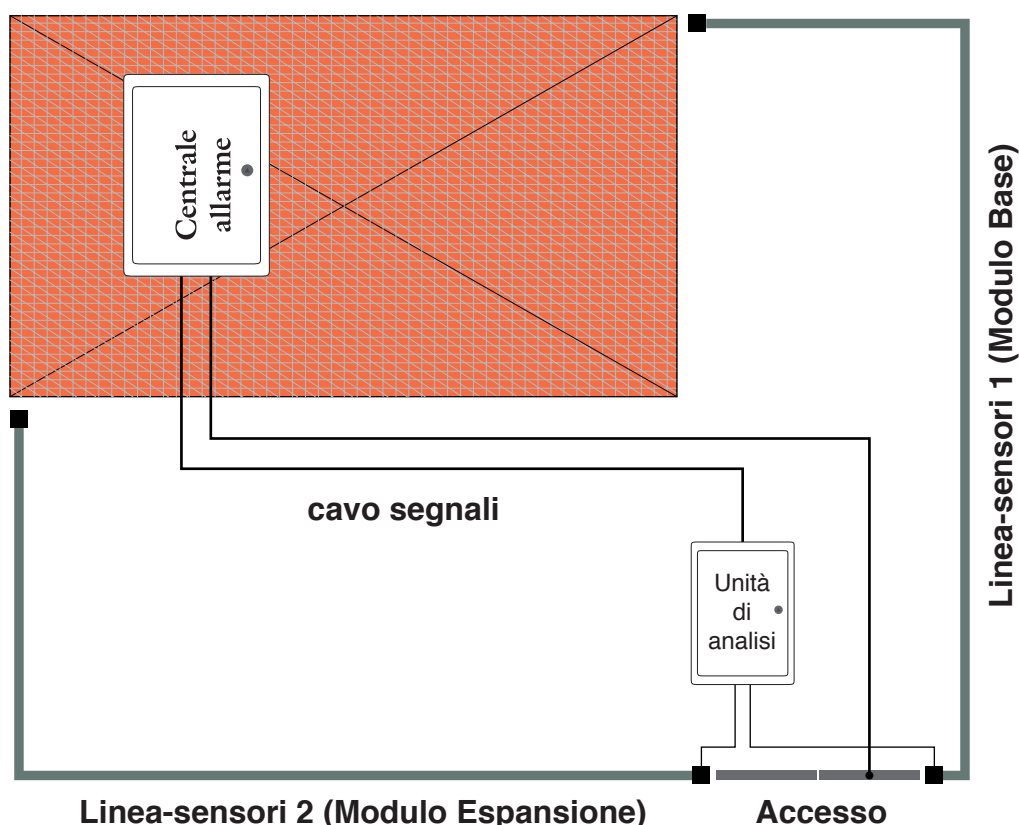 Centrale
allarme
Linea-sensori 1 (Modulo Base)
cavo segnali
Unità
di
analisi
Linea-sensori 2 (Modulo Espansione)
Accesso